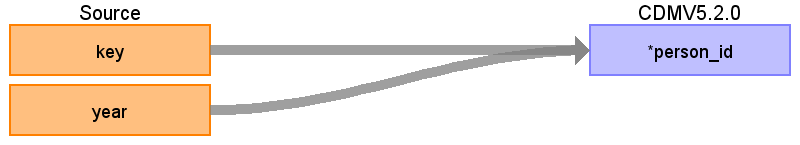 Source
CDMV5.2.0
key
*person_id
year